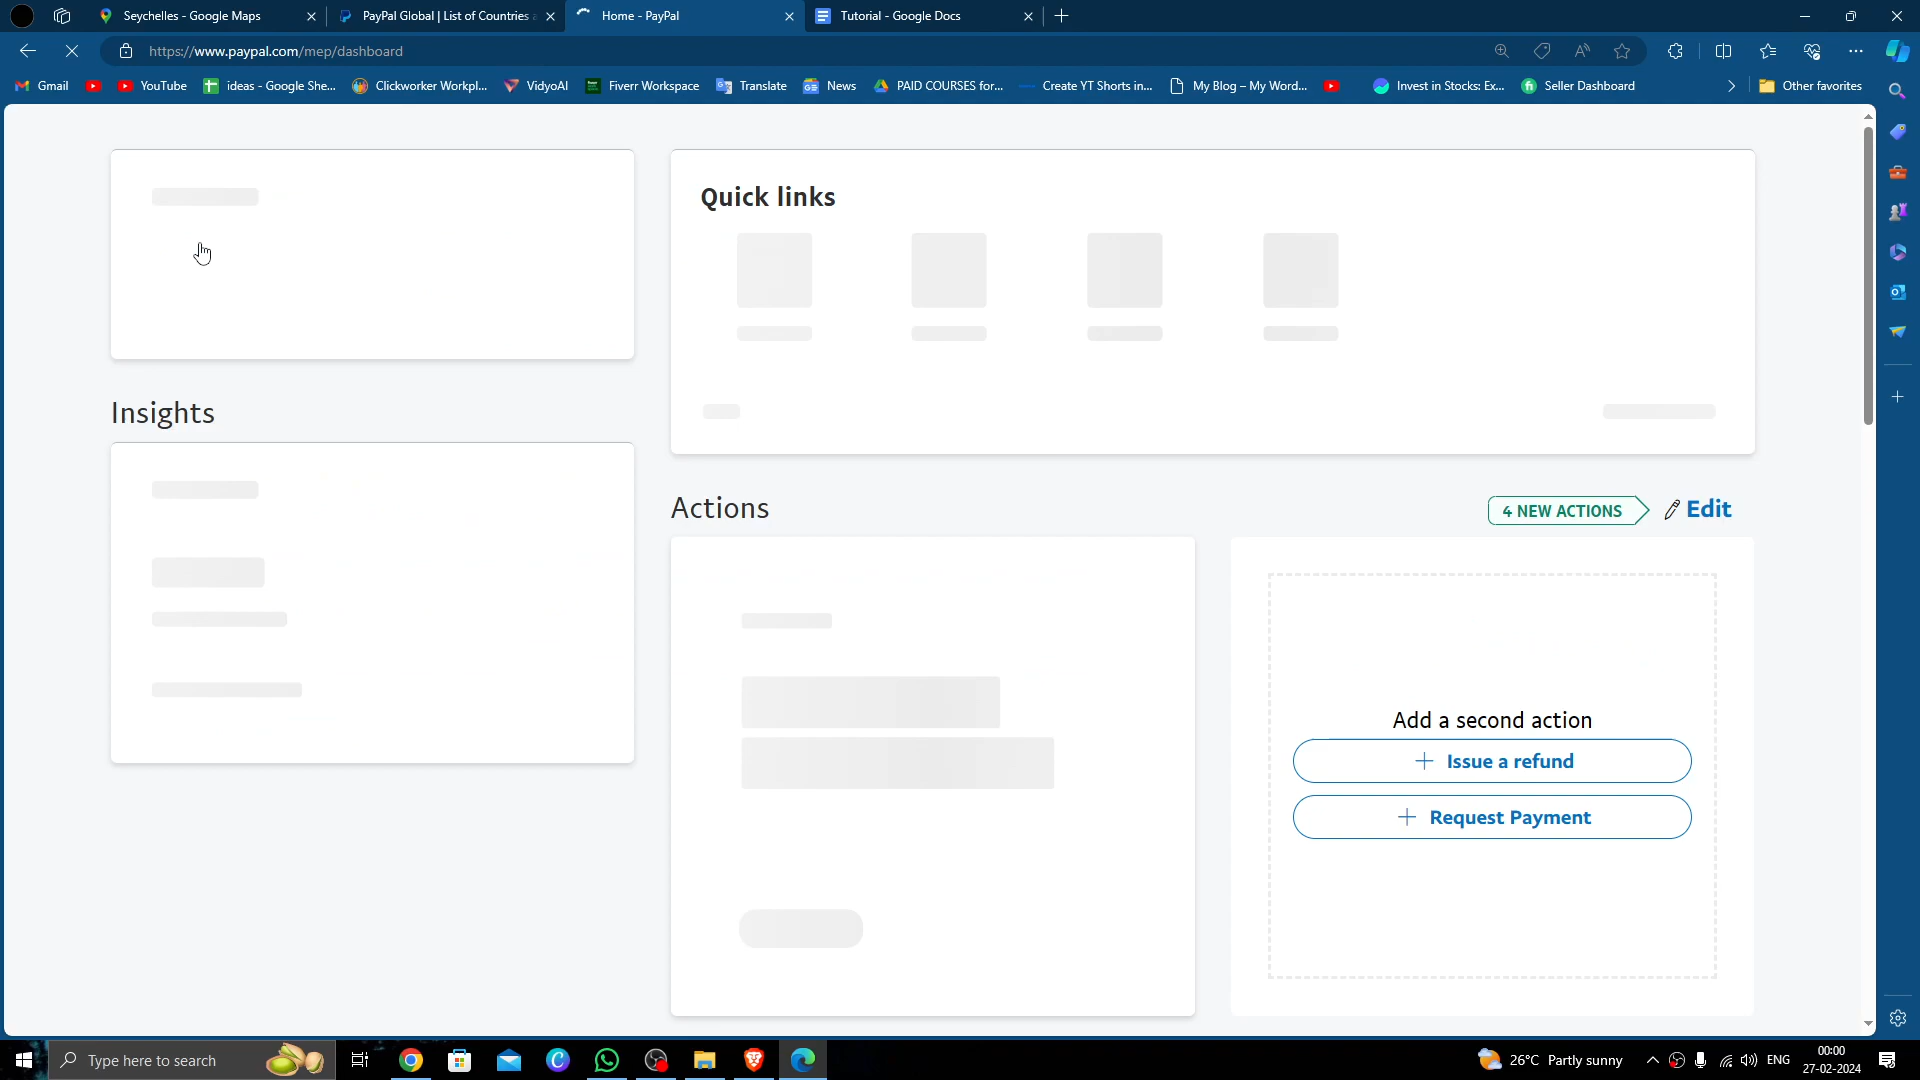 Seychelles - Google Maps
PayPal Global | List of Countries a
Home - PayPal
Tutorial - Google Docs
https://www.paypal.com/mep/dashboard
Gmail
YouTube
ideas - Google She...
Clickworker Workpl...
VidyoAI
Fiverr Workspace
Translate
News
PAID COURSES for...
Create YT Shorts in...
My Blog – My Word...
Invest in Stocks: Ex...
Seller Dashboard
Other favorites
Quick links
Insights
Actions
4 NEW ACTIONS
Edit
Add a second action
+ Issue a refund
+ Request Payment
Type here to search
26°C Partly sunny
ENG
00:00
27-02-2024